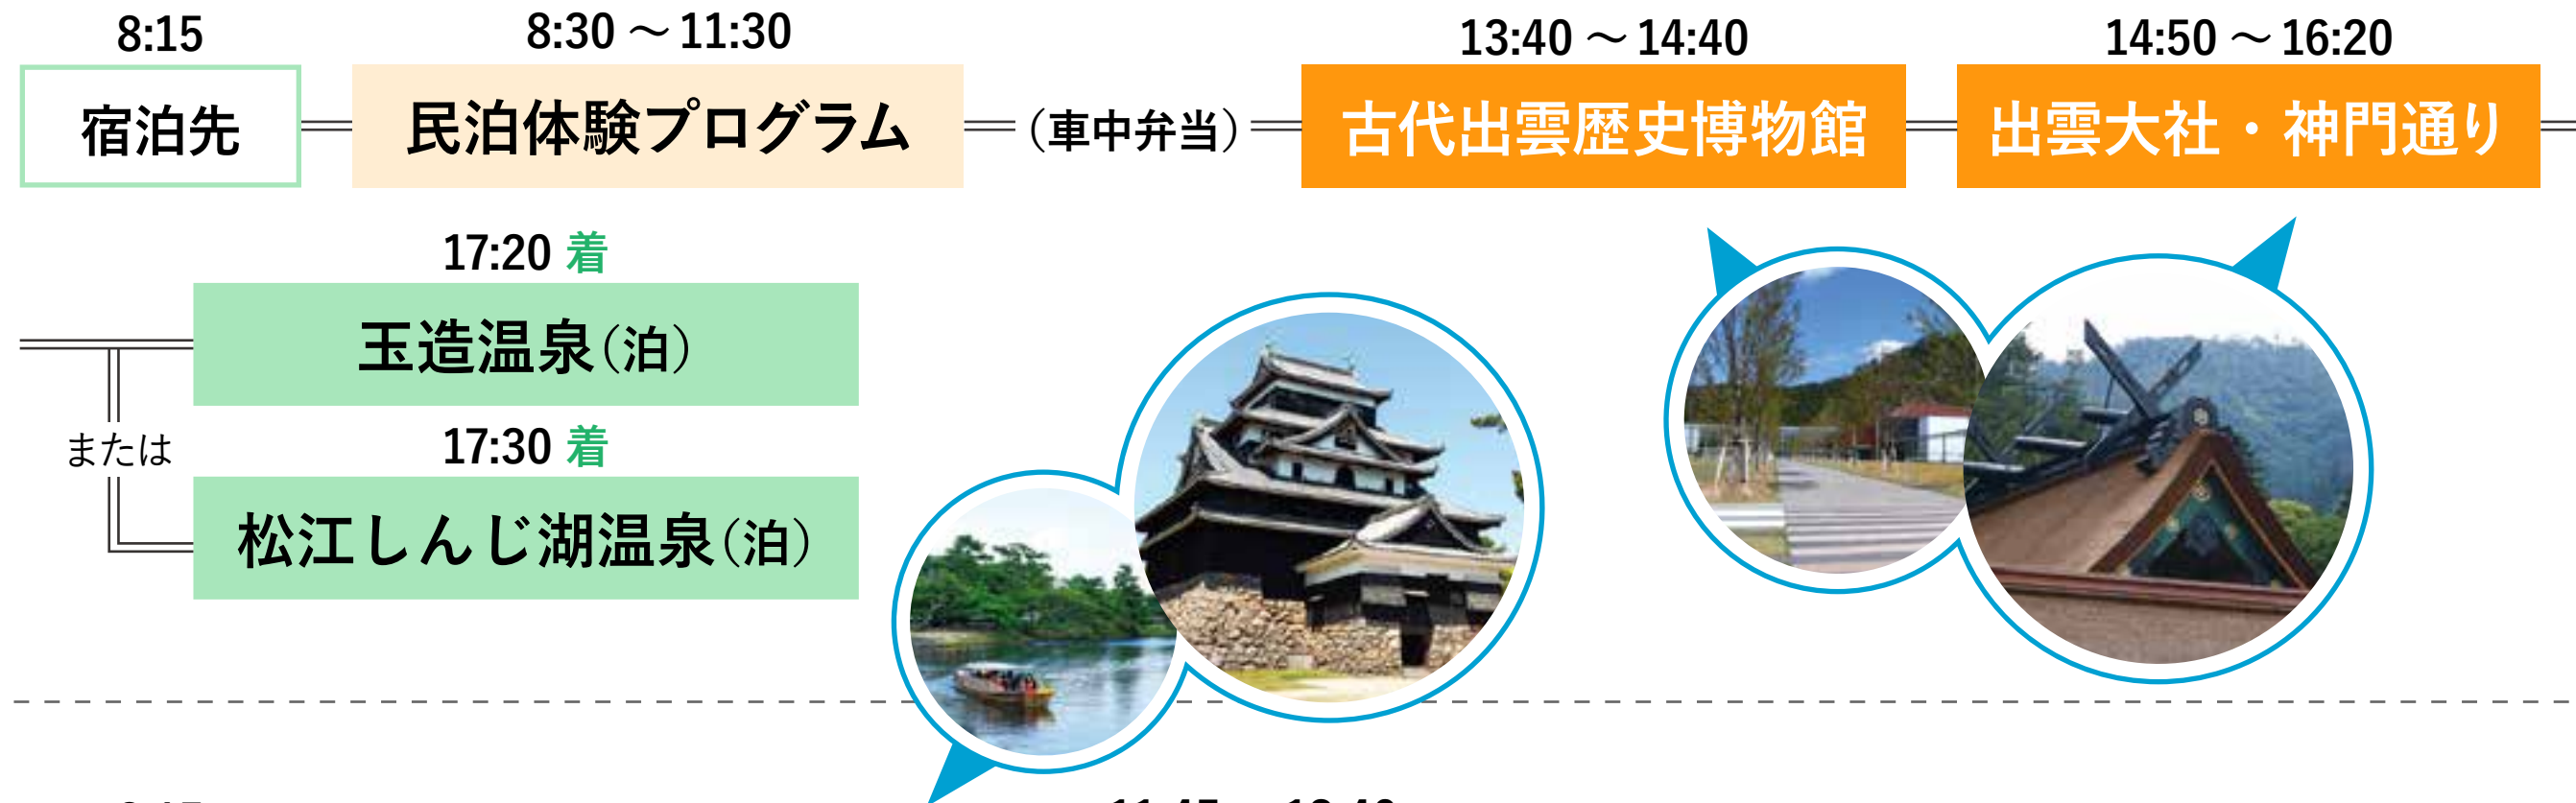 8:15
8:30 ～ 11:30
13:40 ～ 14:40
14:50 ～ 16:20
宿泊先
民泊体験プログラム
（車中弁当）
古代出雲歴史博物館
出雲大社・神門通り
17:20 着
玉造温泉（泊）
または
17:30 着
松江しんじ湖温泉（泊）